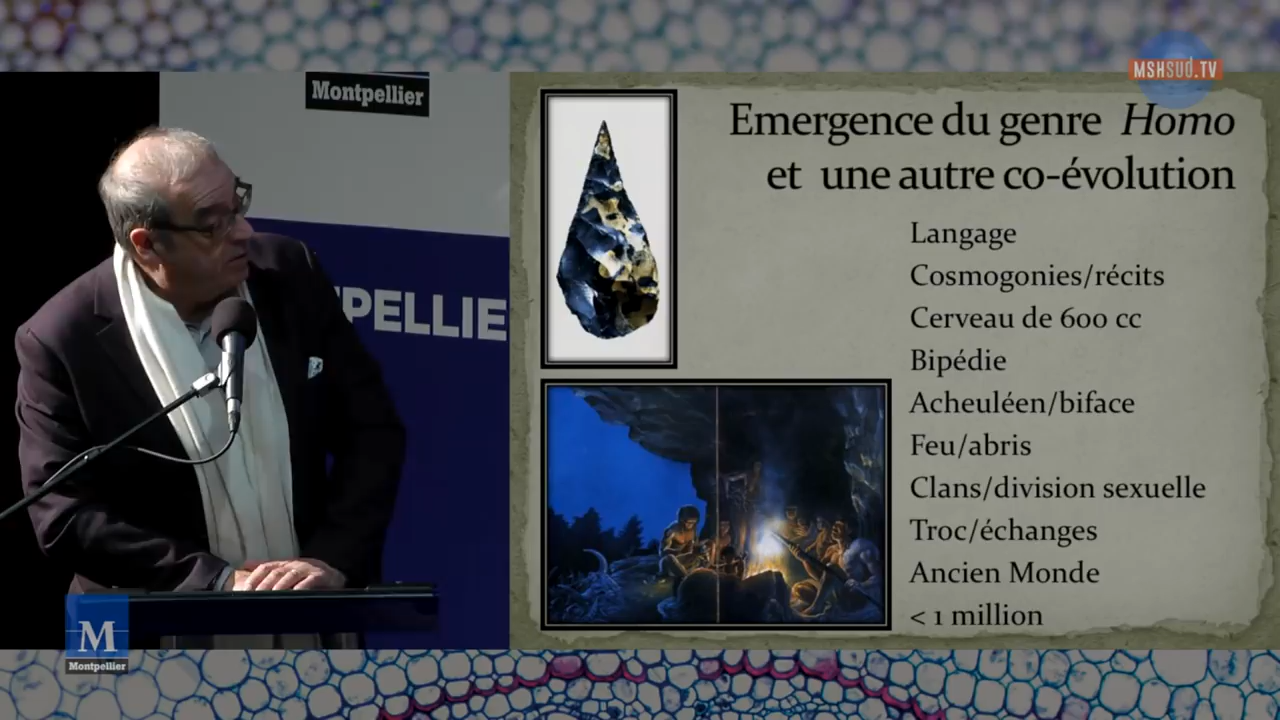 MSHSUD.TV
Montpellier
PELLIE
M
Montpellier
Emergence du genre Homo
et une autre co-évolution
Langage
Cosmogonies/récits
Cerveau de 600 cc
Bipédie
Acheuléen/biface
Feu/abris
Clans/division sexuelle
Troc/échanges
Ancien Monde
< 1 million